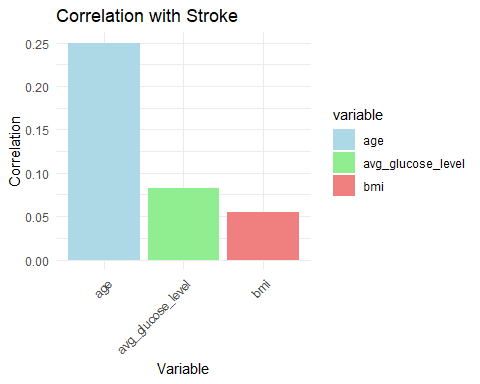 Correlation with Stroke
Correlation
0.25
0.20
0.15
0.10
0.05
0.00
age
avg_glucose_level
bmi
Variable
variable
age
avg_glucose_level
bmi